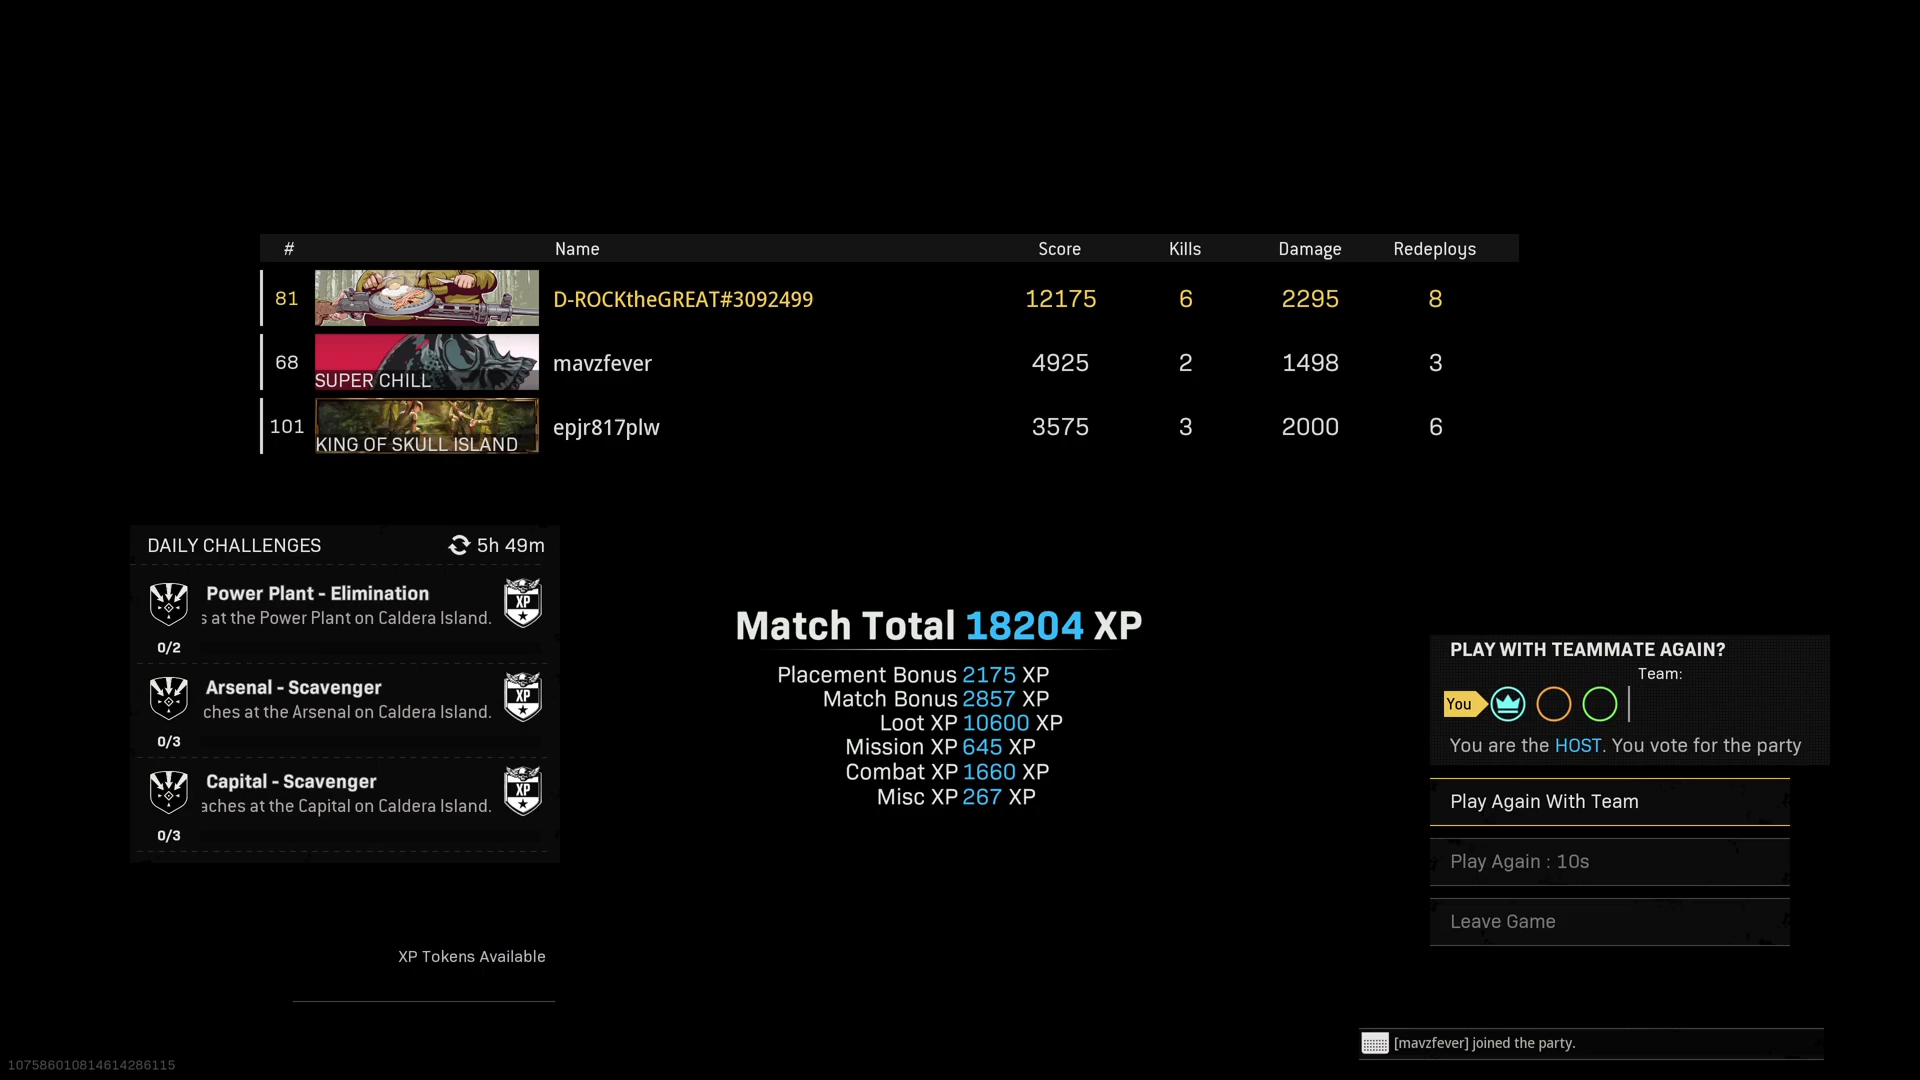 # Name Score Kills Damage Redeploys
81 D-ROCKtheGREAT#3092499 12175 6 2295 8
68 SUPER CHILL mavzfever 4925 2 1498 3
101 KING OF SKULL ISLAND epjr817plw 3575 3 2000 6
DAILY CHALLENGES 5h 49m
Power Plant - Elimination
s at the Power Plant on Caldera Island.
XP
0/2
Arsenal - Scavenger
ches at the Arsenal on Caldera Island.
XP
0/3
Capital - Scavenger
aches at the Capital on Caldera Island.
XP
0/3
XP Tokens Available
Match Total 18204 XP
Placement Bonus 2175 XP
Match Bonus 2857 XP
Loot XP 10600 XP
Mission XP 645 XP
Combat XP 1660 XP
Misc XP 267 XP
PLAY WITH TEAMMATE AGAIN?
Team:
You
You are the HOST. You vote for the party
Play Again With Team
Play Again : 10s
Leave Game
[mavzfever] joined the party.
10758601081461428​6115